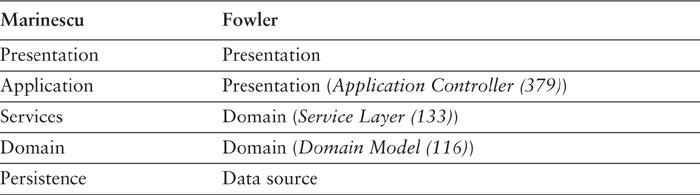 Marinescu Fowler
Presentation Presentation
Application Presentation (Application Controller (379))
Services Domain (Service Layer (133))
Domain Domain (Domain Model (116))
Persistence Data source